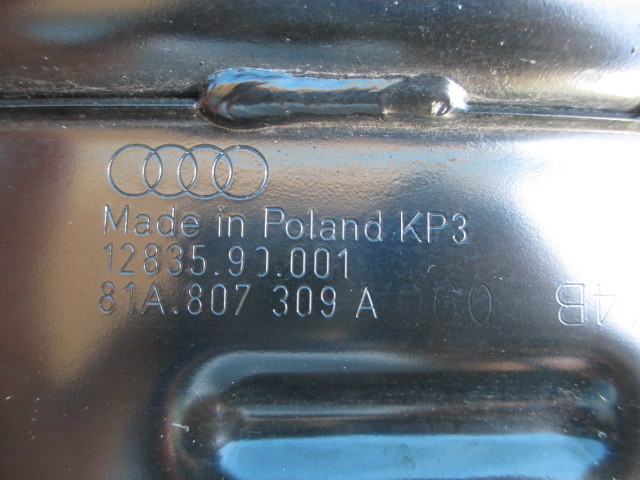 Made in Poland KP3
12835.90.001
81A.807 309 A